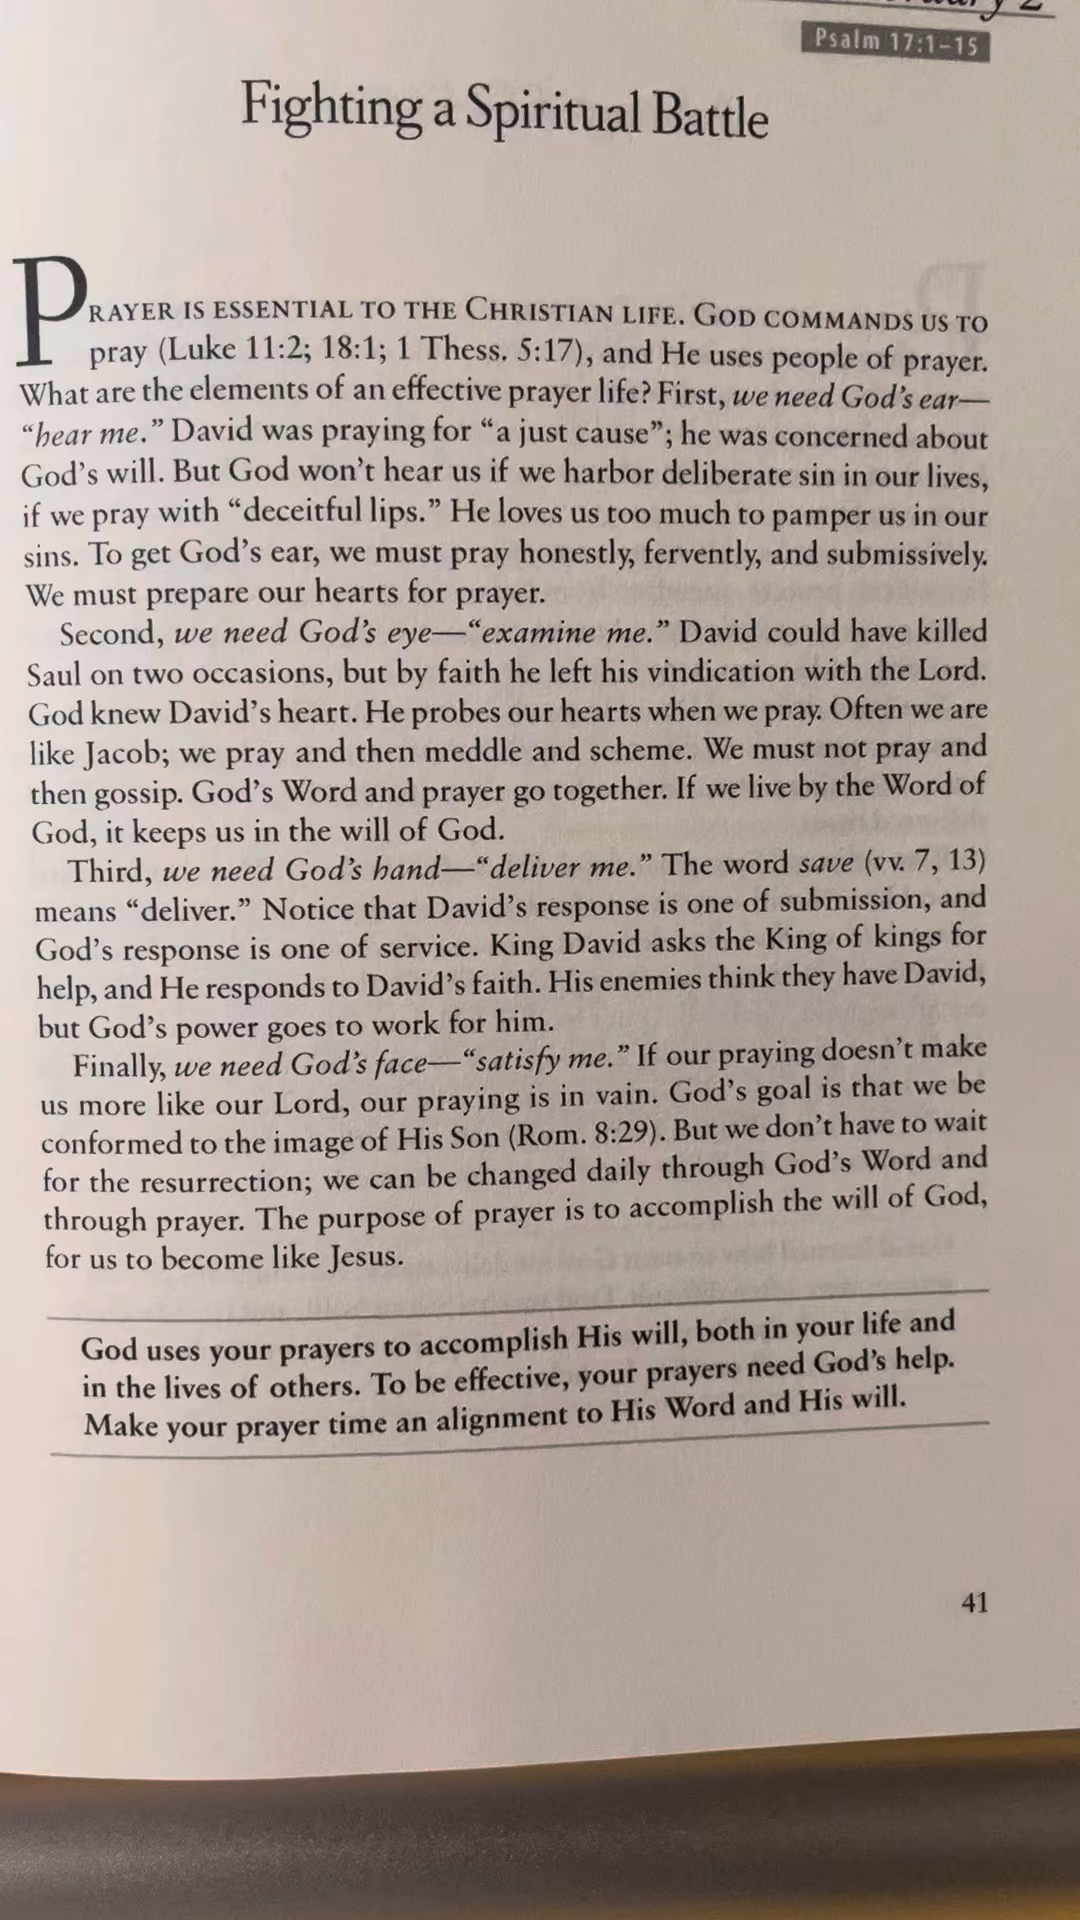 2
Psalm 17:1–15
Fighting a Spiritual Battle
PRAYER IS ESSENTIAL TO THE CHRISTIAN LIFE. GOD COMMANDS US TO
pray (Luke 11:2; 18:1; 1 Thess. 5:17), and He uses people of prayer.
What are the elements of an effective prayer life? First, we need God's ear—
“hear me.” David was praying for “a just cause”; he was concerned about
God's will. But God won't hear us if we harbor deliberate sin in our lives,
if we pray with “deceitful lips.” He loves us too much to pamper us in our
sins. To get God's ear, we must pray honestly, fervently, and submissively.
We must prepare our hearts for prayer.
Second, we need God's eye—“examine me.” David could have killed
Saul on two occasions, but by faith he left his vindication with the Lord.
God knew David's heart. He probes our hearts when we pray. Often we are
like Jacob; we pray and then meddle and scheme. We must not pray and
then gossip. God's Word and prayer go together. If we live by the Word of
God, it keeps us in the will of God.
Third, we need God's hand—“deliver me.” The word save (vv. 7, 13)
means “deliver.” Notice that David's response is one of submission, and
God's response is one of service. King David asks the King of kings for
help, and He responds to David's faith. His enemies think they have David,
but God's power goes to work for him.
Finally, we need God's face—“satisfy me.” If our praying doesn't make
us more like our Lord, our praying is in vain. God's goal is that we be
conformed to the image of His Son (Rom. 8:29). But we don't have to wait
for the resurrection; we can be changed daily through God's Word and
through prayer. The purpose of prayer is to accomplish the will of God,
for us to become like Jesus.
God uses your prayers to accomplish His will, both in your life and
in the lives of others. To be effective, your prayers need God's help.
Make your prayer time an alignment to His Word and His will.
41